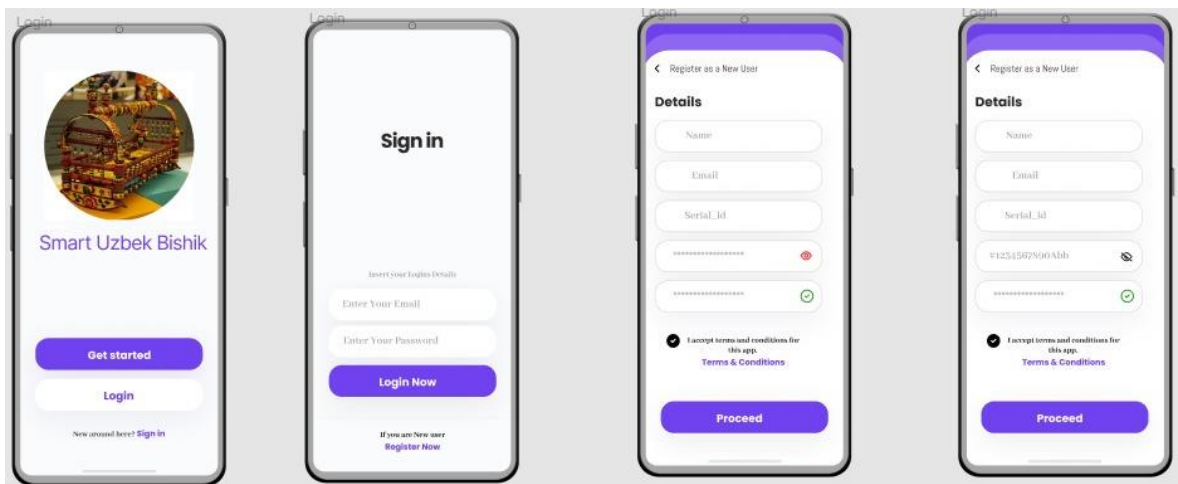 Login
Smart Uzbek Bishik
Get started
Login
New around here? Sign in
Login
Sign in
Insert your Logins Details
Enter Your Email
Enter Your Password
Login Now
If you are New user
Register Now
Login
Register as a New User
Details
Name
Email
Serial_Id
******************
******************
I accept terms and conditions for
this app.
Terms & Conditions
Proceed
Login
Register as a New User
Details
Name
Email
Serial_Id
#1234567890Abb
******************
I accept terms and conditions for
this app.
Terms & Conditions
Proceed